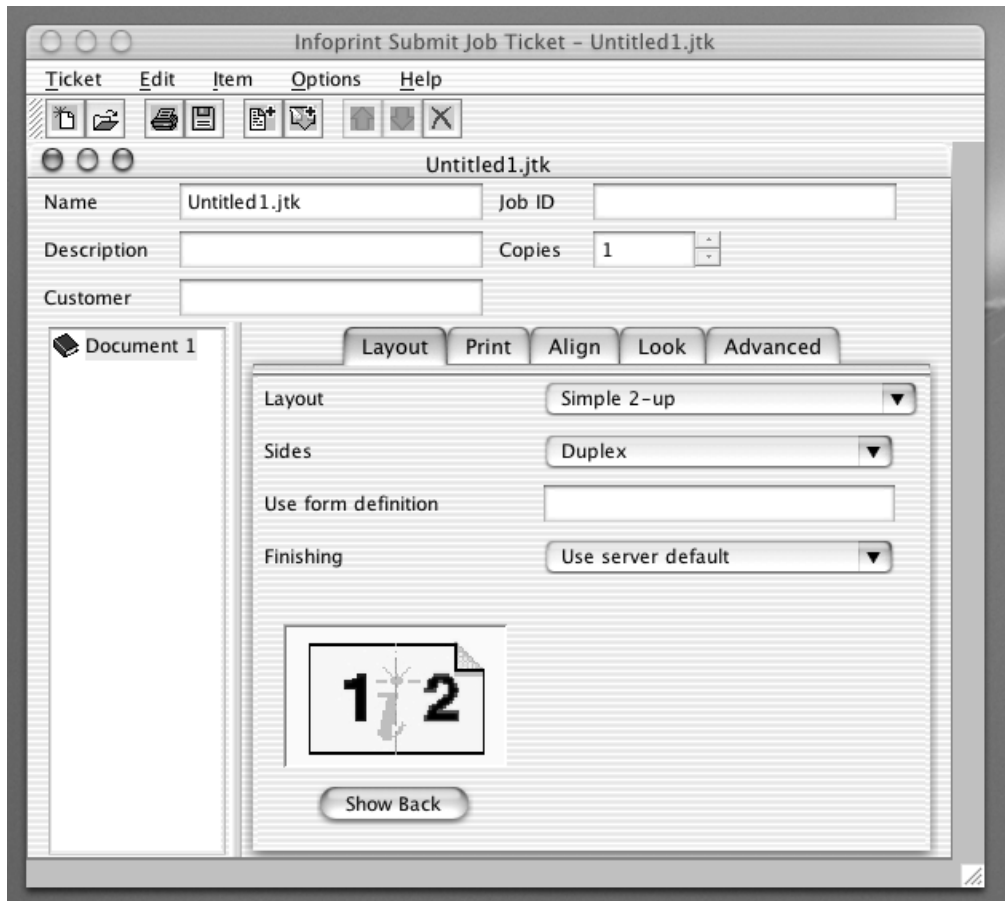 Infoprint Submit Job Ticket – Untitled1.jtk
Ticket Edit Item Options Help
Untitled1.jtk
Name Untitled1.jtk Job ID
Description Copies 1
Customer
Document 1
Layout Print Align Look Advanced
Layout Simple 2-up
Sides Duplex
Use form definition
Finishing Use server default
1 i 2
Show Back